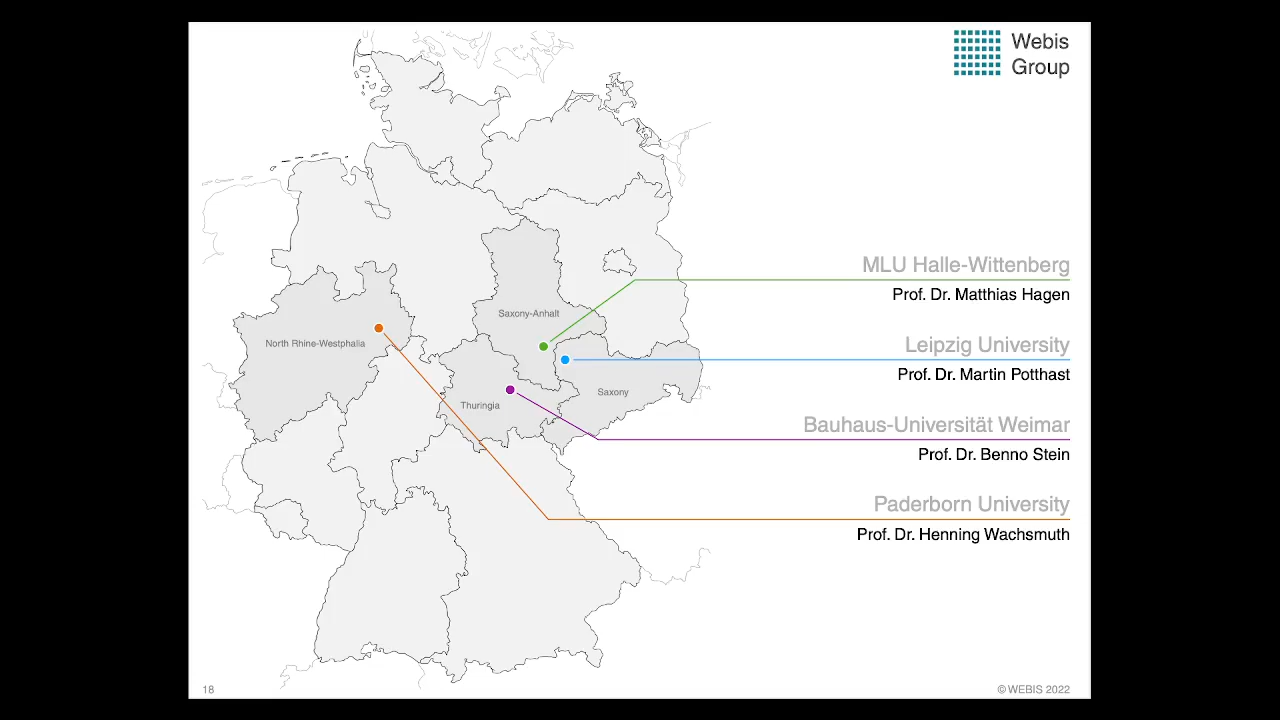 Webis
Group
MLU Halle-Wittenberg
Prof. Dr. Matthias Hagen
Saxony-Anhalt
North Rhine-Westphalia
Leipzig University
Prof. Dr. Martin Potthast
Saxony
Thuringia
Bauhaus-Universität Weimar
Prof. Dr. Benno Stein
Paderborn University
Prof. Dr. Henning Wachsmuth
18
© WEBIS 2022